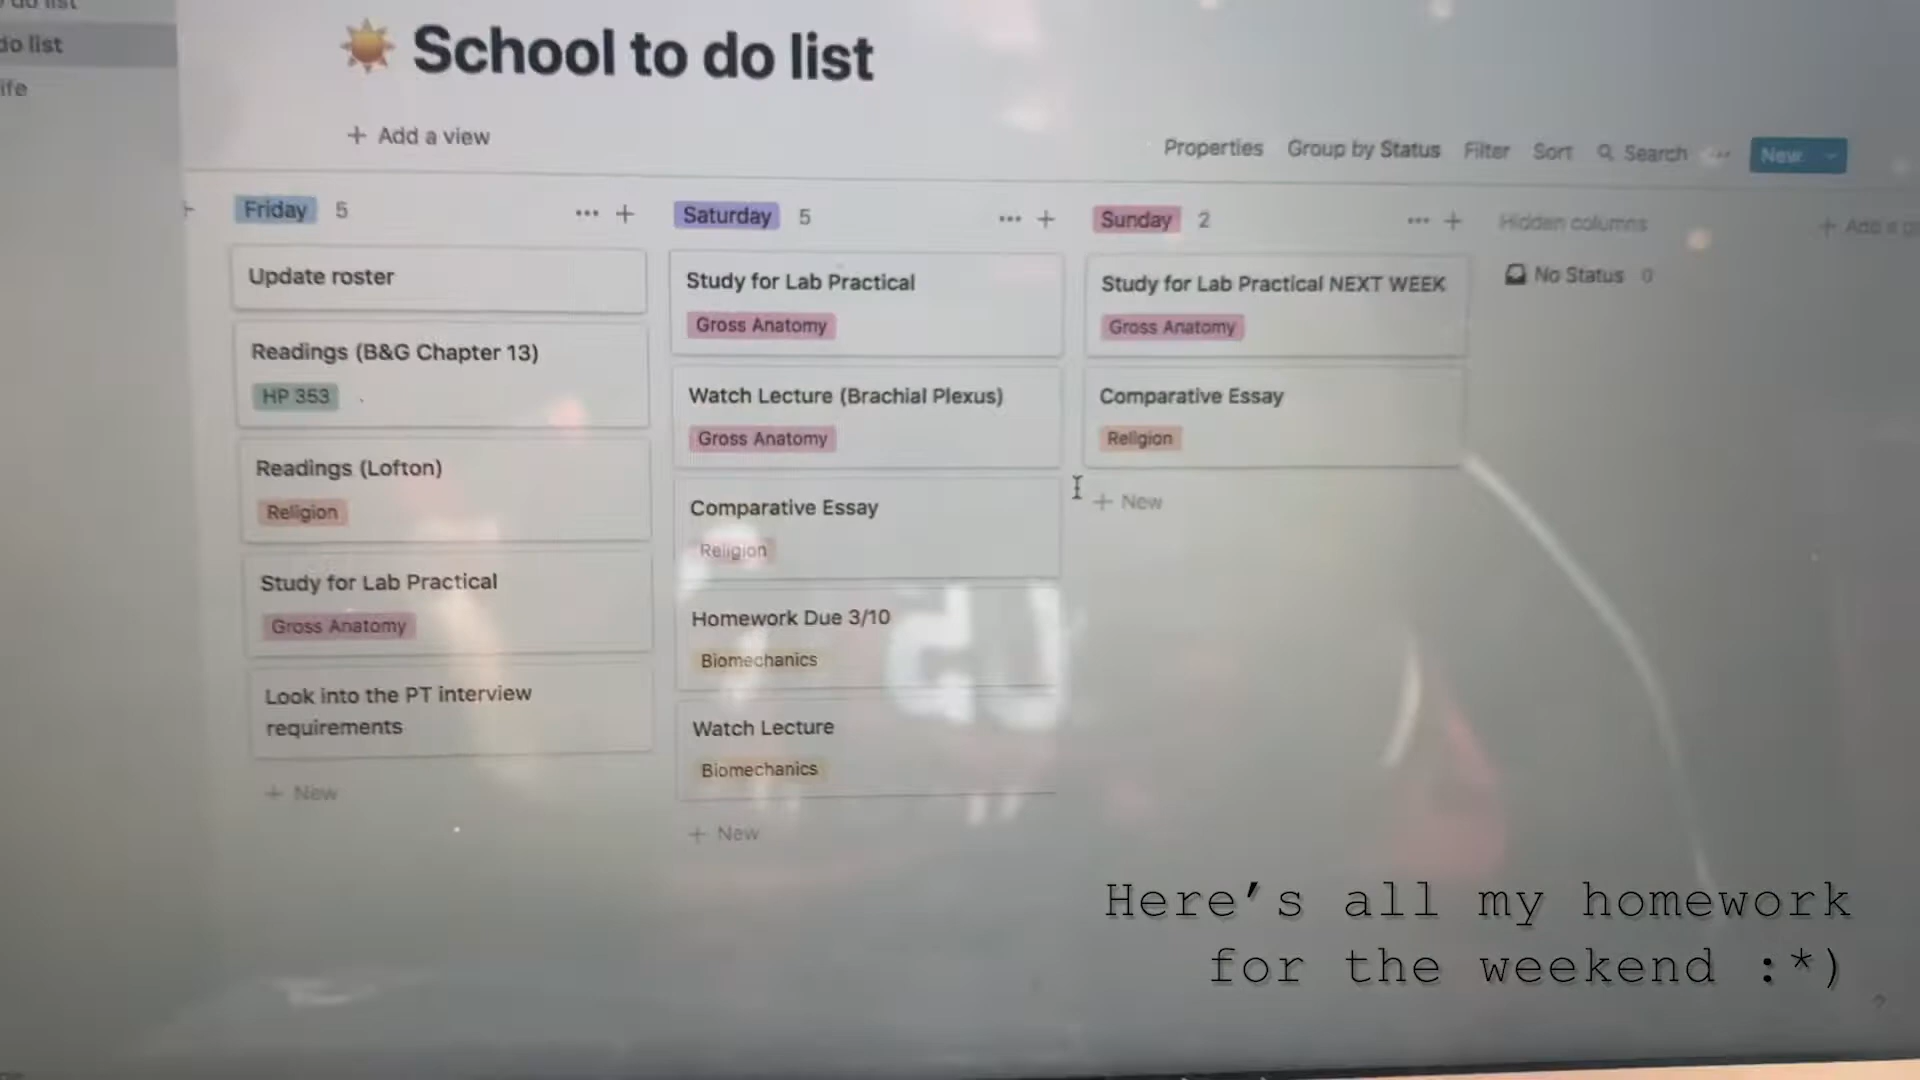 do list
ife
School to do list
+ Add a view
Properties Group by Status Filter Sort Search ... New
Friday 5 ... +
Update roster
Readings (B&G Chapter 13)
HP 353
Readings (Lofton)
Religion
Study for Lab Practical
Gross Anatomy
Look into the PT interview
requirements
+ New
Saturday 5 ... +
Study for Lab Practical
Gross Anatomy
Watch Lecture (Brachial Plexus)
Gross Anatomy
Comparative Essay
Religion
Homework Due 3/10
Biomechanics
Watch Lecture
Biomechanics
+ New
Sunday 2 ... +
Study for Lab Practical NEXT WEEK
Gross Anatomy
Comparative Essay
Religion
+ New
Hidden columns
No Status 0
+ Add a
Here's all my homework
for the weekend :*)